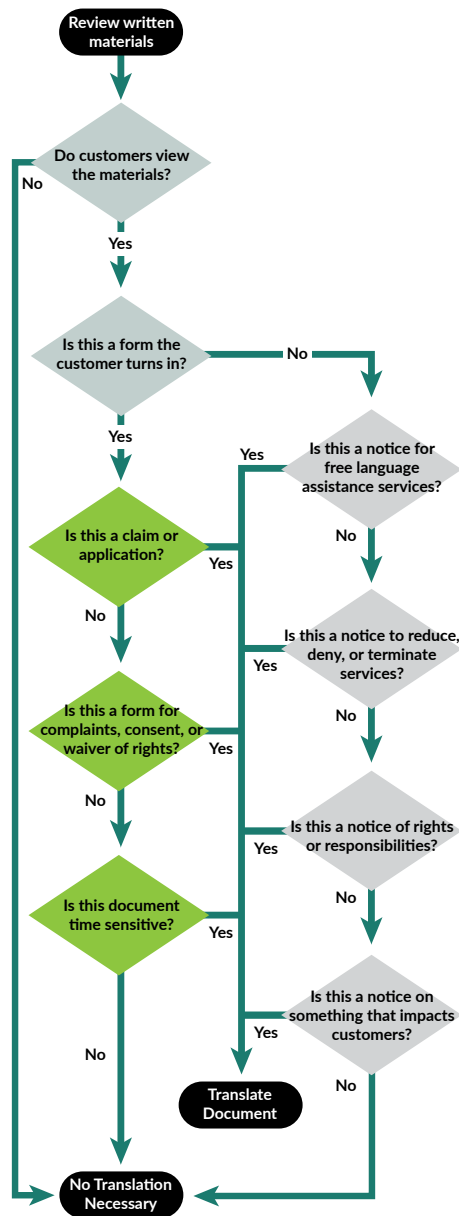 Review written
materials
Do customers view
the materials?
No
Yes
Is this a form the
customer turns in?
No
Yes
Is this a notice for
free language
assistance services?
Yes
No
Is this a claim or
application?
Yes
No
Is this a notice to reduce,
deny, or terminate
services?
Yes
No
Is this a form for
complaints, consent, or
waiver of rights?
Yes
No
Is this a notice of rights
or responsibilities?
Yes
No
Is this document
time sensitive?
Yes
No
Is this a notice on
something that impacts
customers?
Yes
No
Translate
Document
No Translation
Necessary